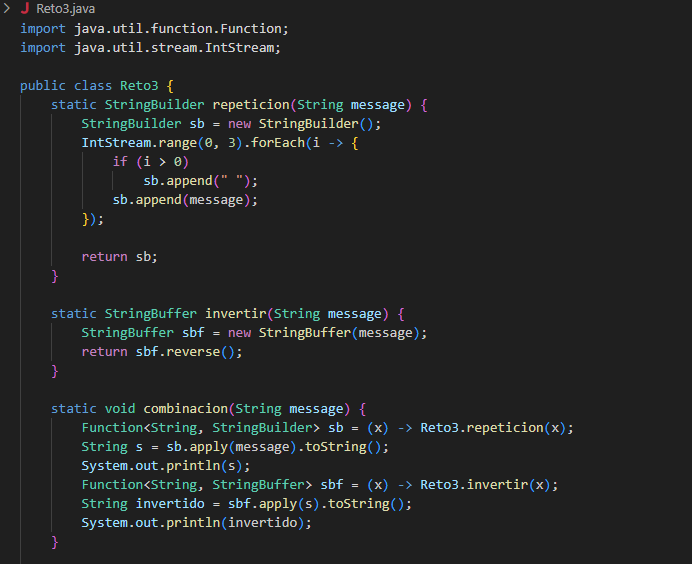 Reto3.java
import java.util.function.Function;
import java.util.stream.IntStream;
public class Reto3 {
static StringBuilder repeticion(String message) {
StringBuilder sb = new StringBuilder();
IntStream.range(0, 3).forEach(i -> {
if (i > 0)
sb.append(" ");
sb.append(message);
});
return sb;
}
static StringBuffer invertir(String message) {
StringBuffer sbf = new StringBuffer(message);
return sbf.reverse();
}
static void combinacion(String message) {
Function<String, StringBuilder> sb = (x) -> Reto3.repeticion(x);
String s = sb.apply(message).toString();
System.out.println(s);
Function<String, StringBuffer> sbf = (x) -> Reto3.invertir(x);
String invertido = sbf.apply(s).toString();
System.out.println(invertido);
}